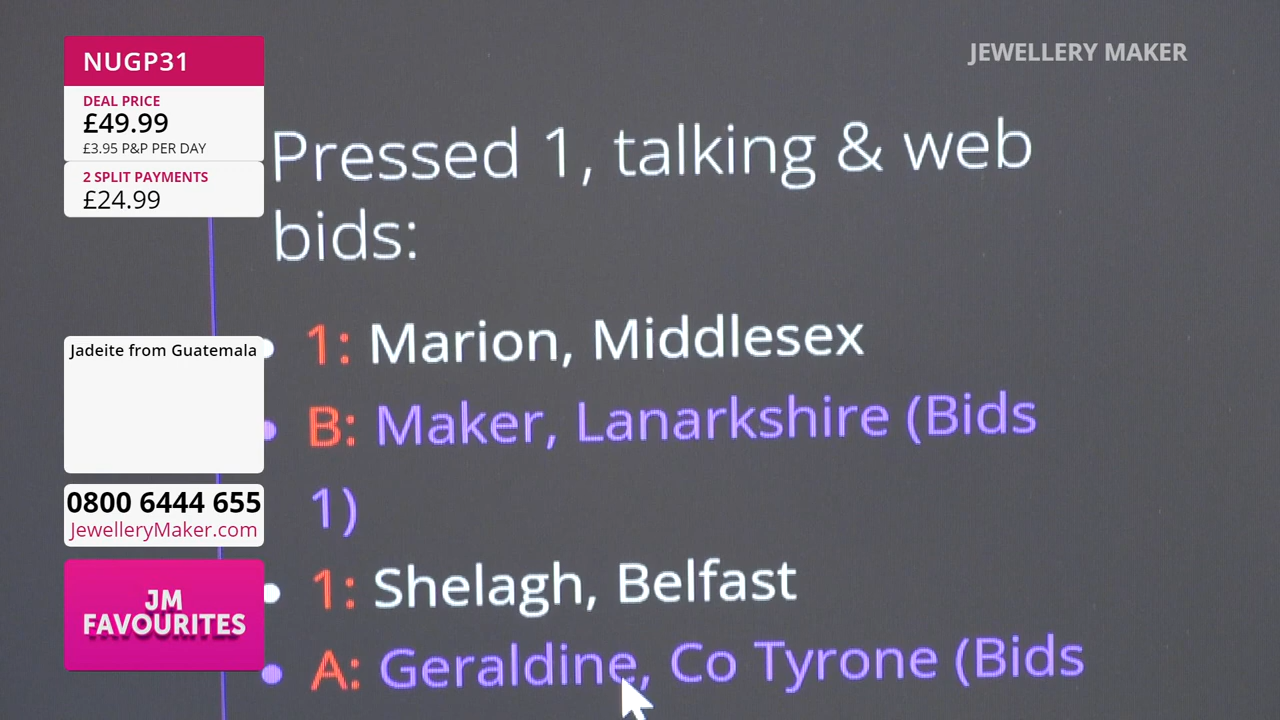 NUGP31
DEAL PRICE
£49.99
£3.95 P&P PER DAY
2 SPLIT PAYMENTS
£24.99
Jadeite from Guatemala
0800 6444 655
JewelleryMaker.com
JM
FAVOURITES
JEWELLERY MAKER
Pressed 1, talking & web
bids:
1: Marion, Middlesex
B: Maker, Lanarkshire (Bids
1)
1: Shelagh, Belfast
A: Geraldine, Co Tyrone (Bids